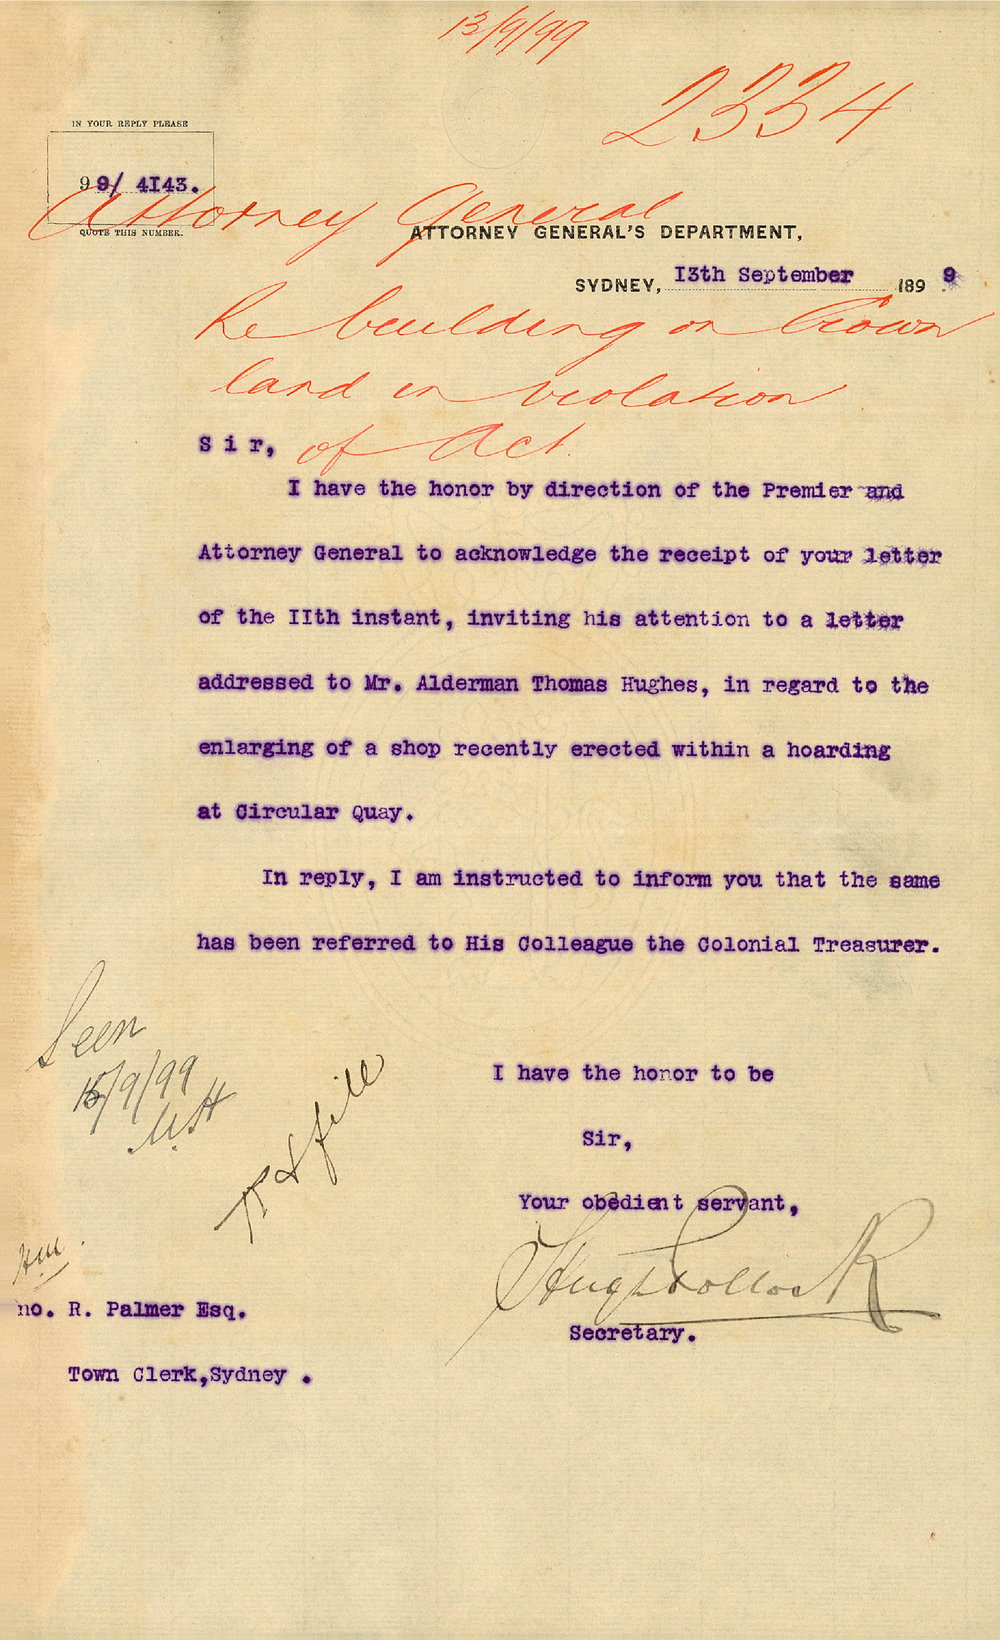 13/9/99
2334
IN YOUR REPLY PLEASE
99/ 4I43.
QUOTE THIS NUMBER.
Attorney General
ATTORNEY GENERAL'S DEPARTMENT,
SYDNEY, I3th September 1899
Re building on Crown
land in violation
of Act.
Sir,
I have the honor by direction of the Premier and
Attorney General to acknowledge the receipt of your letter
of the IIth instant, inviting his attention to a letter
addressed to Mr. Alderman Thomas Hughes, in regard to the
enlarging of a shop recently erected within a hoarding
at Circular Quay.
In reply, I am instructed to inform you that the same
has been referred to His Colleague the Colonial Treasurer.
Seen
15/9/99
I have the honor to be
Sir,
Your obedient servant,
Hugh Pollock
Secretary.
R & file
no. R. Palmer Esq.
Town Clerk,Sydney .